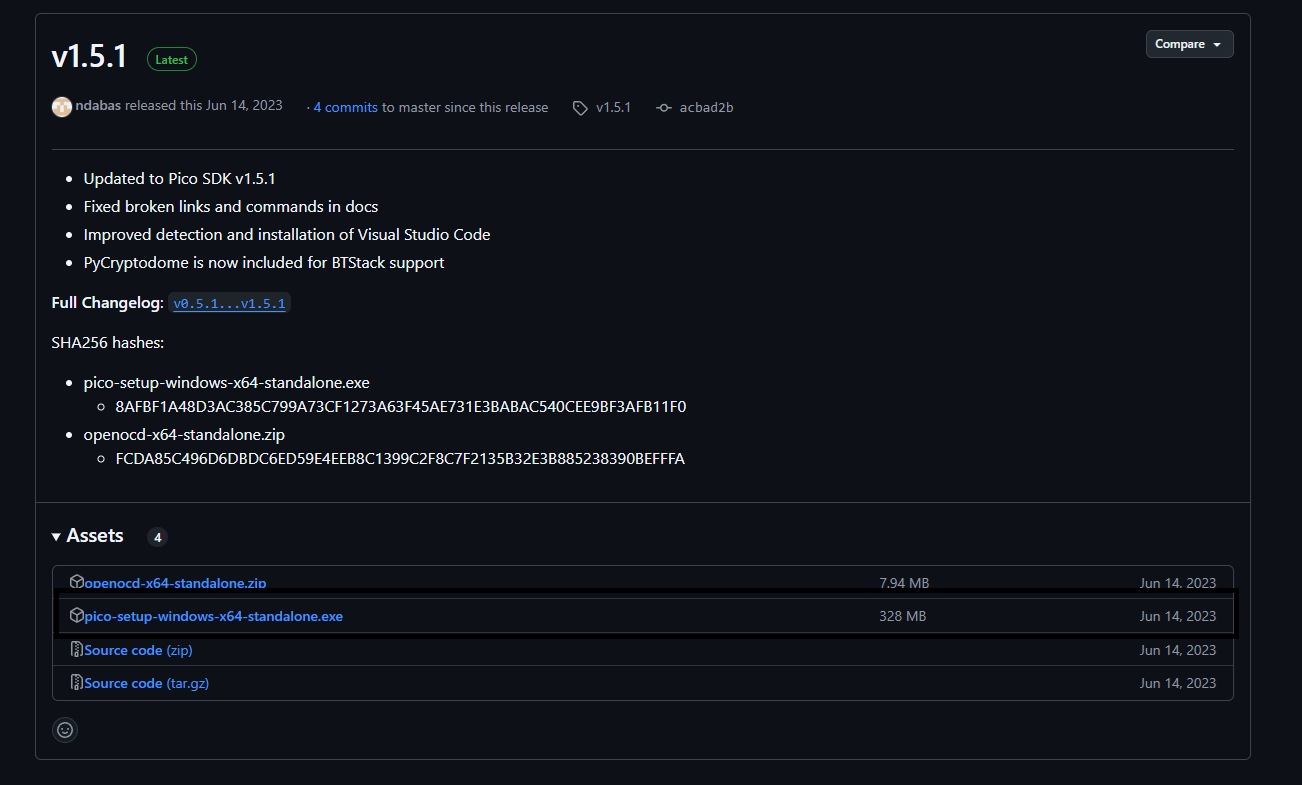 v1.5.1 Latest Compare
ndabas released this Jun 14, 2023 · 4 commits to master since this release v1.5.1 acbad2b
Updated to Pico SDK v1.5.1
Fixed broken links and commands in docs
Improved detection and installation of Visual Studio Code
PyCryptodome is now included for BTStack support
Full Changelog: v0.5.1...v1.5.1
SHA256 hashes:
pico-setup-windows-x64-standalone.exe
8AFBF1A48D3AC385C799A73CF1273A63F45AE731E3BABAC540CEE9BF3AFB11F0
openocd-x64-standalone.zip
FCDA85C496D6DBDC6ED59E4EEB8C1399C2F8C7F2135B32E3B885238390BEFFFA
Assets 4
openocd-x64-standalone.zip 7.94 MB Jun 14, 2023
pico-setup-windows-x64-standalone.exe 328 MB Jun 14, 2023
Source code (zip) Jun 14, 2023
Source code (tar.gz) Jun 14, 2023